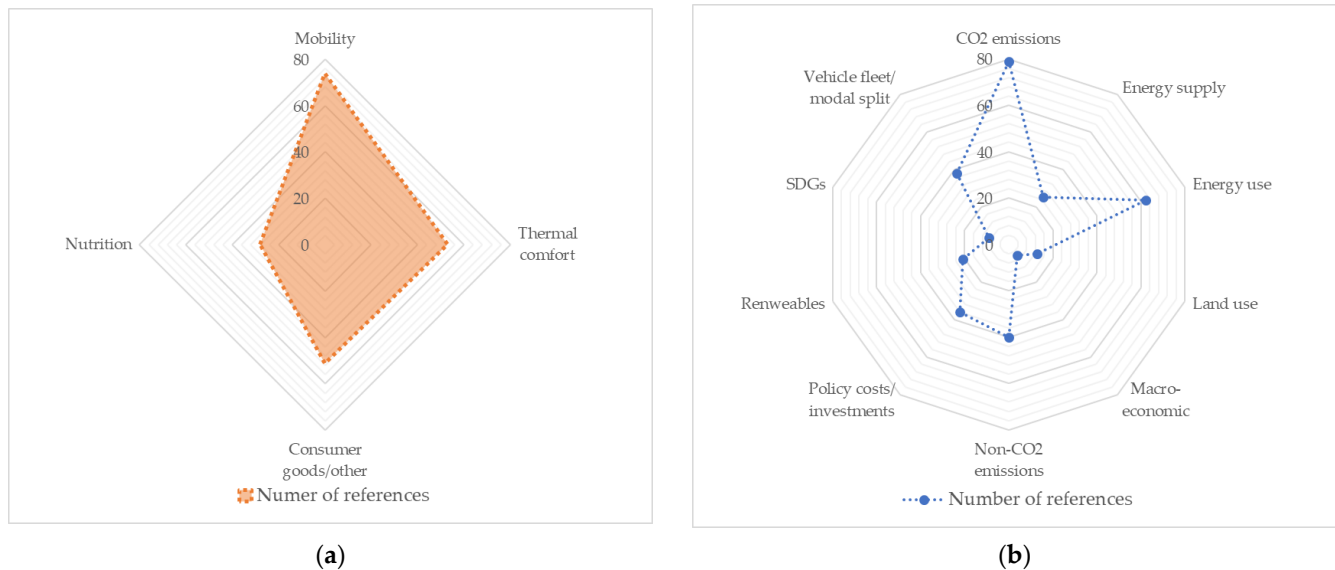 Mobility
80
60
40
20
0
Nutrition
Thermal
comfort
Consumer
goods/other
Numer of references
(a)
CO2 emissions
80
60
40
20
0
Vehicle fleet/
modal split
Energy supply
SDGs
Energy use
Renweables
Land use
Policy costs/
investments
Macro-
economic
Non-CO2
emissions
Number of references
(b)